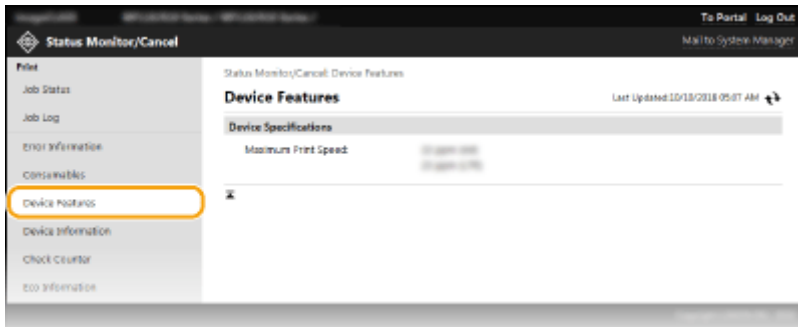 To Portal Log Out
Status Monitor/Cancel
Mail to System Manager
Print
Job Status
Job Log
Error Information
Consumables
Device Features
Device Information
Check Counter
Eco Information
Status Monitor/Cancel: Device Features
Device Features
Last Updated:10/18/2018 05:07 AM
Device Specifications
Maximum Print Speed: